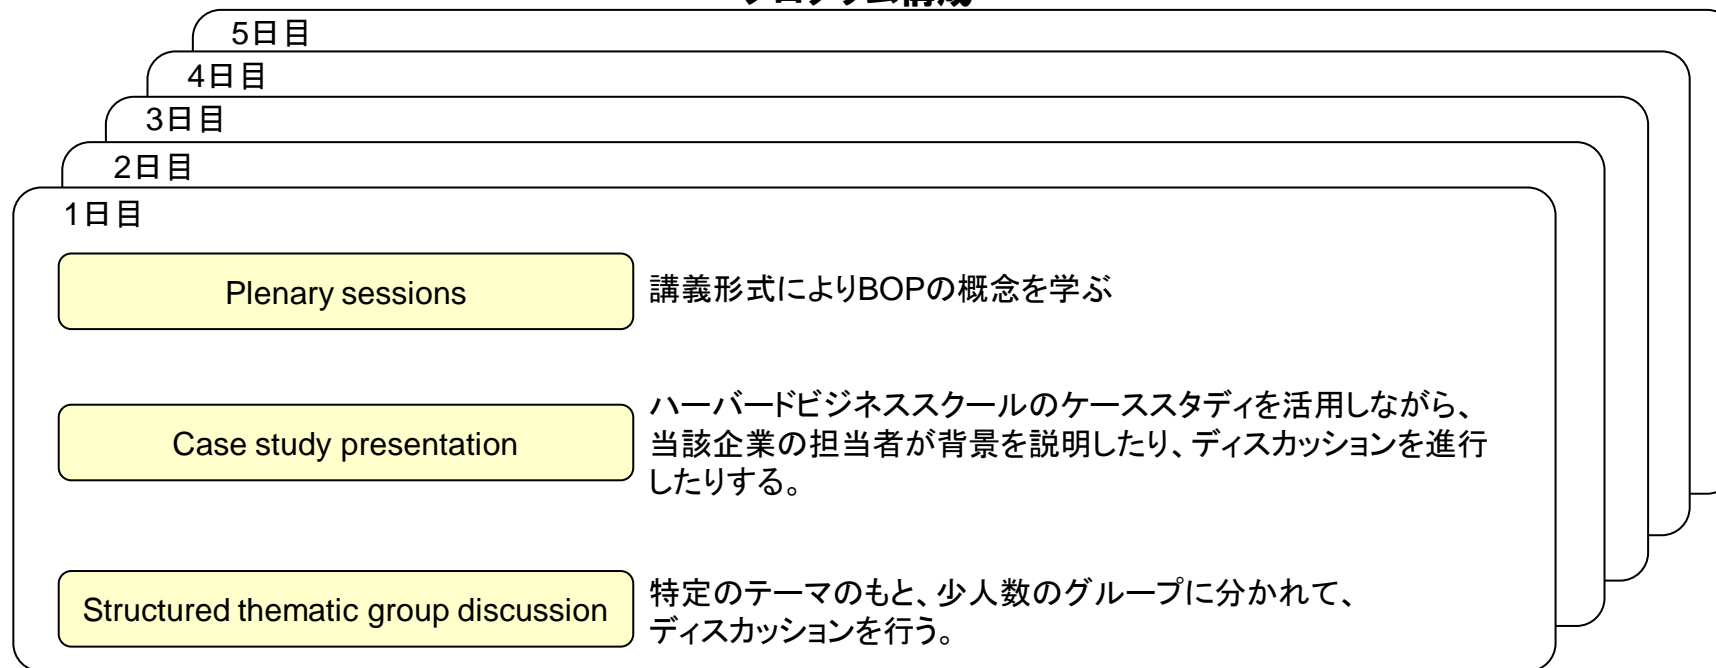 プログラム構成
5日目
4日目
3日目
2日目
1日目
Plenary sessions
講義形式によりBOPの概念を学ぶ
Case study presentation
ハーバードビジネススクールのケーススタディを活用しながら、
当該企業の担当者が背景を説明したり、ディスカッションを進行
したりする。
Structured thematic group discussion
特定のテーマのもと、少人数のグループに分かれて、
ディスカッションを行う。